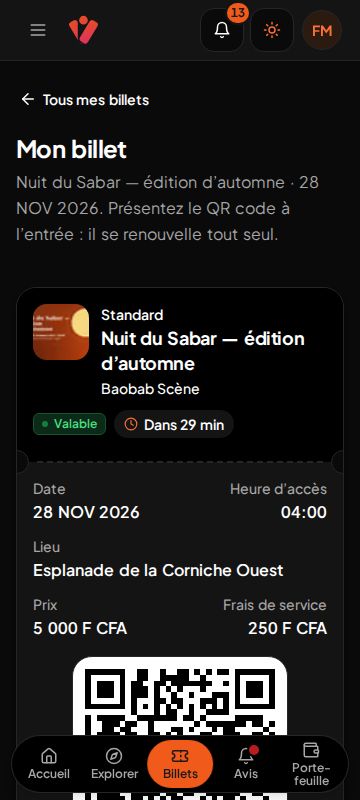 13
FM
Tous mes billets
Mon billet
Nuit du Sabar — édition d’automne · 28
NOV 2026. Présentez le QR code à
l’entrée : il se renouvelle tout seul.
Standard
Nuit du Sabar — édition
d’automne
Baobab Scène
Valable
Dans 29 min
Date
Heure d’accès
28 NOV 2026
04:00
Lieu
Esplanade de la Corniche Ouest
Prix
Frais de service
5 000 F CFA
250 F CFA
Accueil
Explorer
Billets
Avis
Porte-
feuille